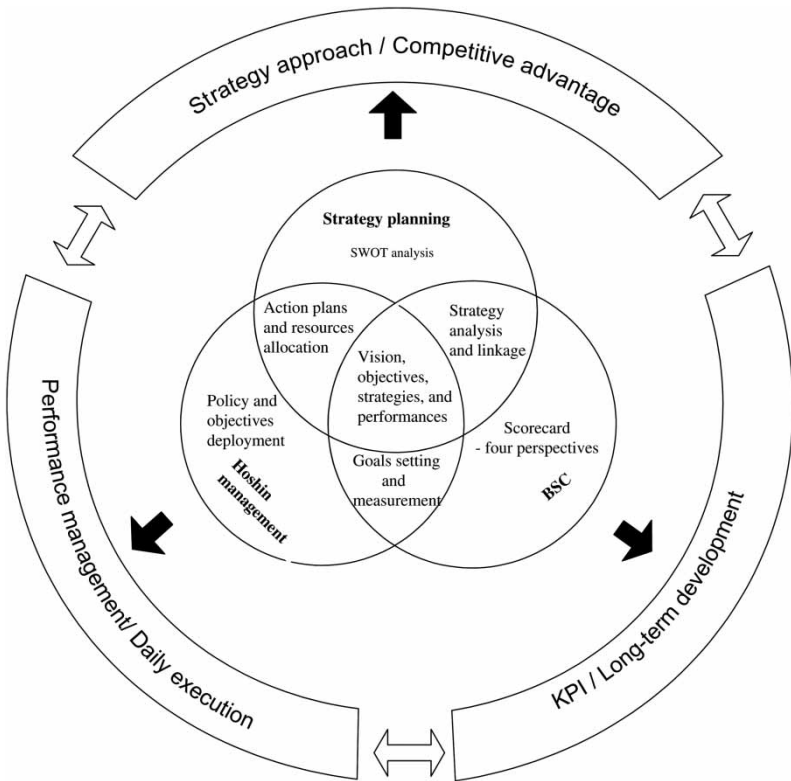 Strategy approach / Competitive advantage
Strategy planning
SWOT analysis
Action plans
and resources
allocation
Strategy
analysis
and linkage
Vision,
objectives,
strategies, and
performances
Policy and
objectives
deployment
Hoshin
management
Scorecard
- four perspectives
BSC
Goals setting
and
measurement
Performance management/ Daily execution
KPI / Long-term development